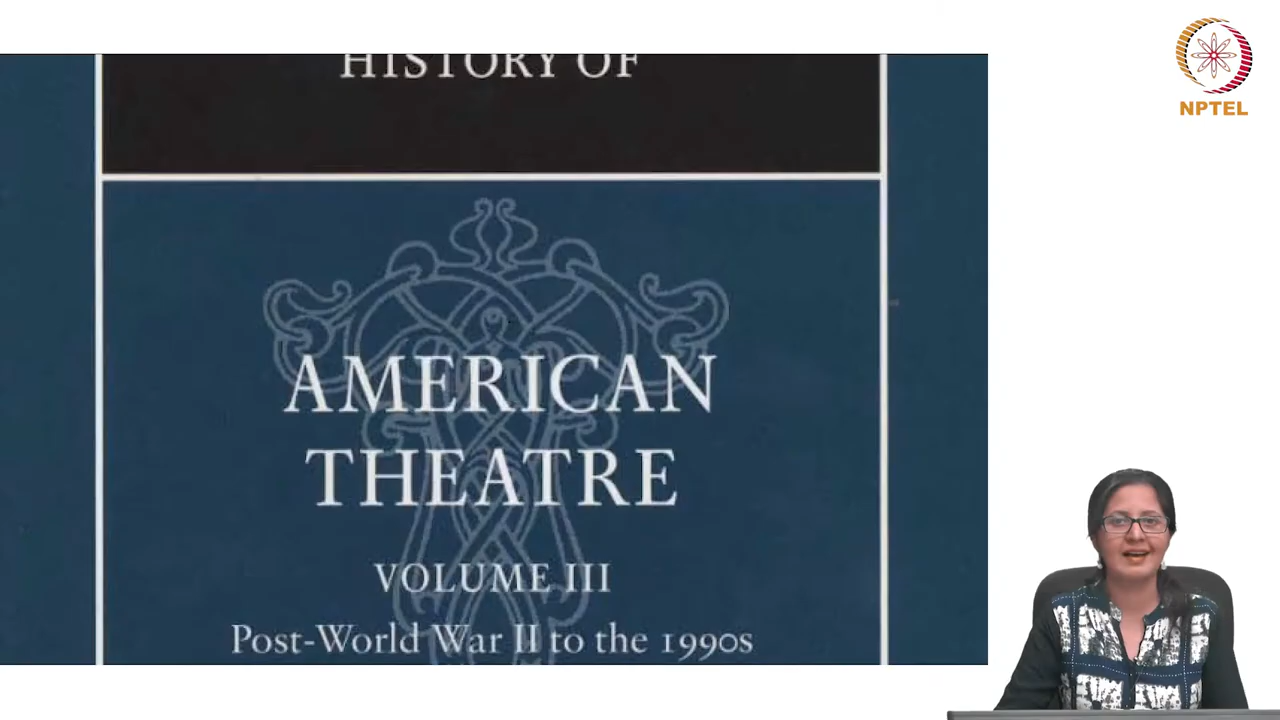 HISTORY OF
NPTEL
AMERICAN
THEATRE
VOLUME III
Post-World War II to the 1990s